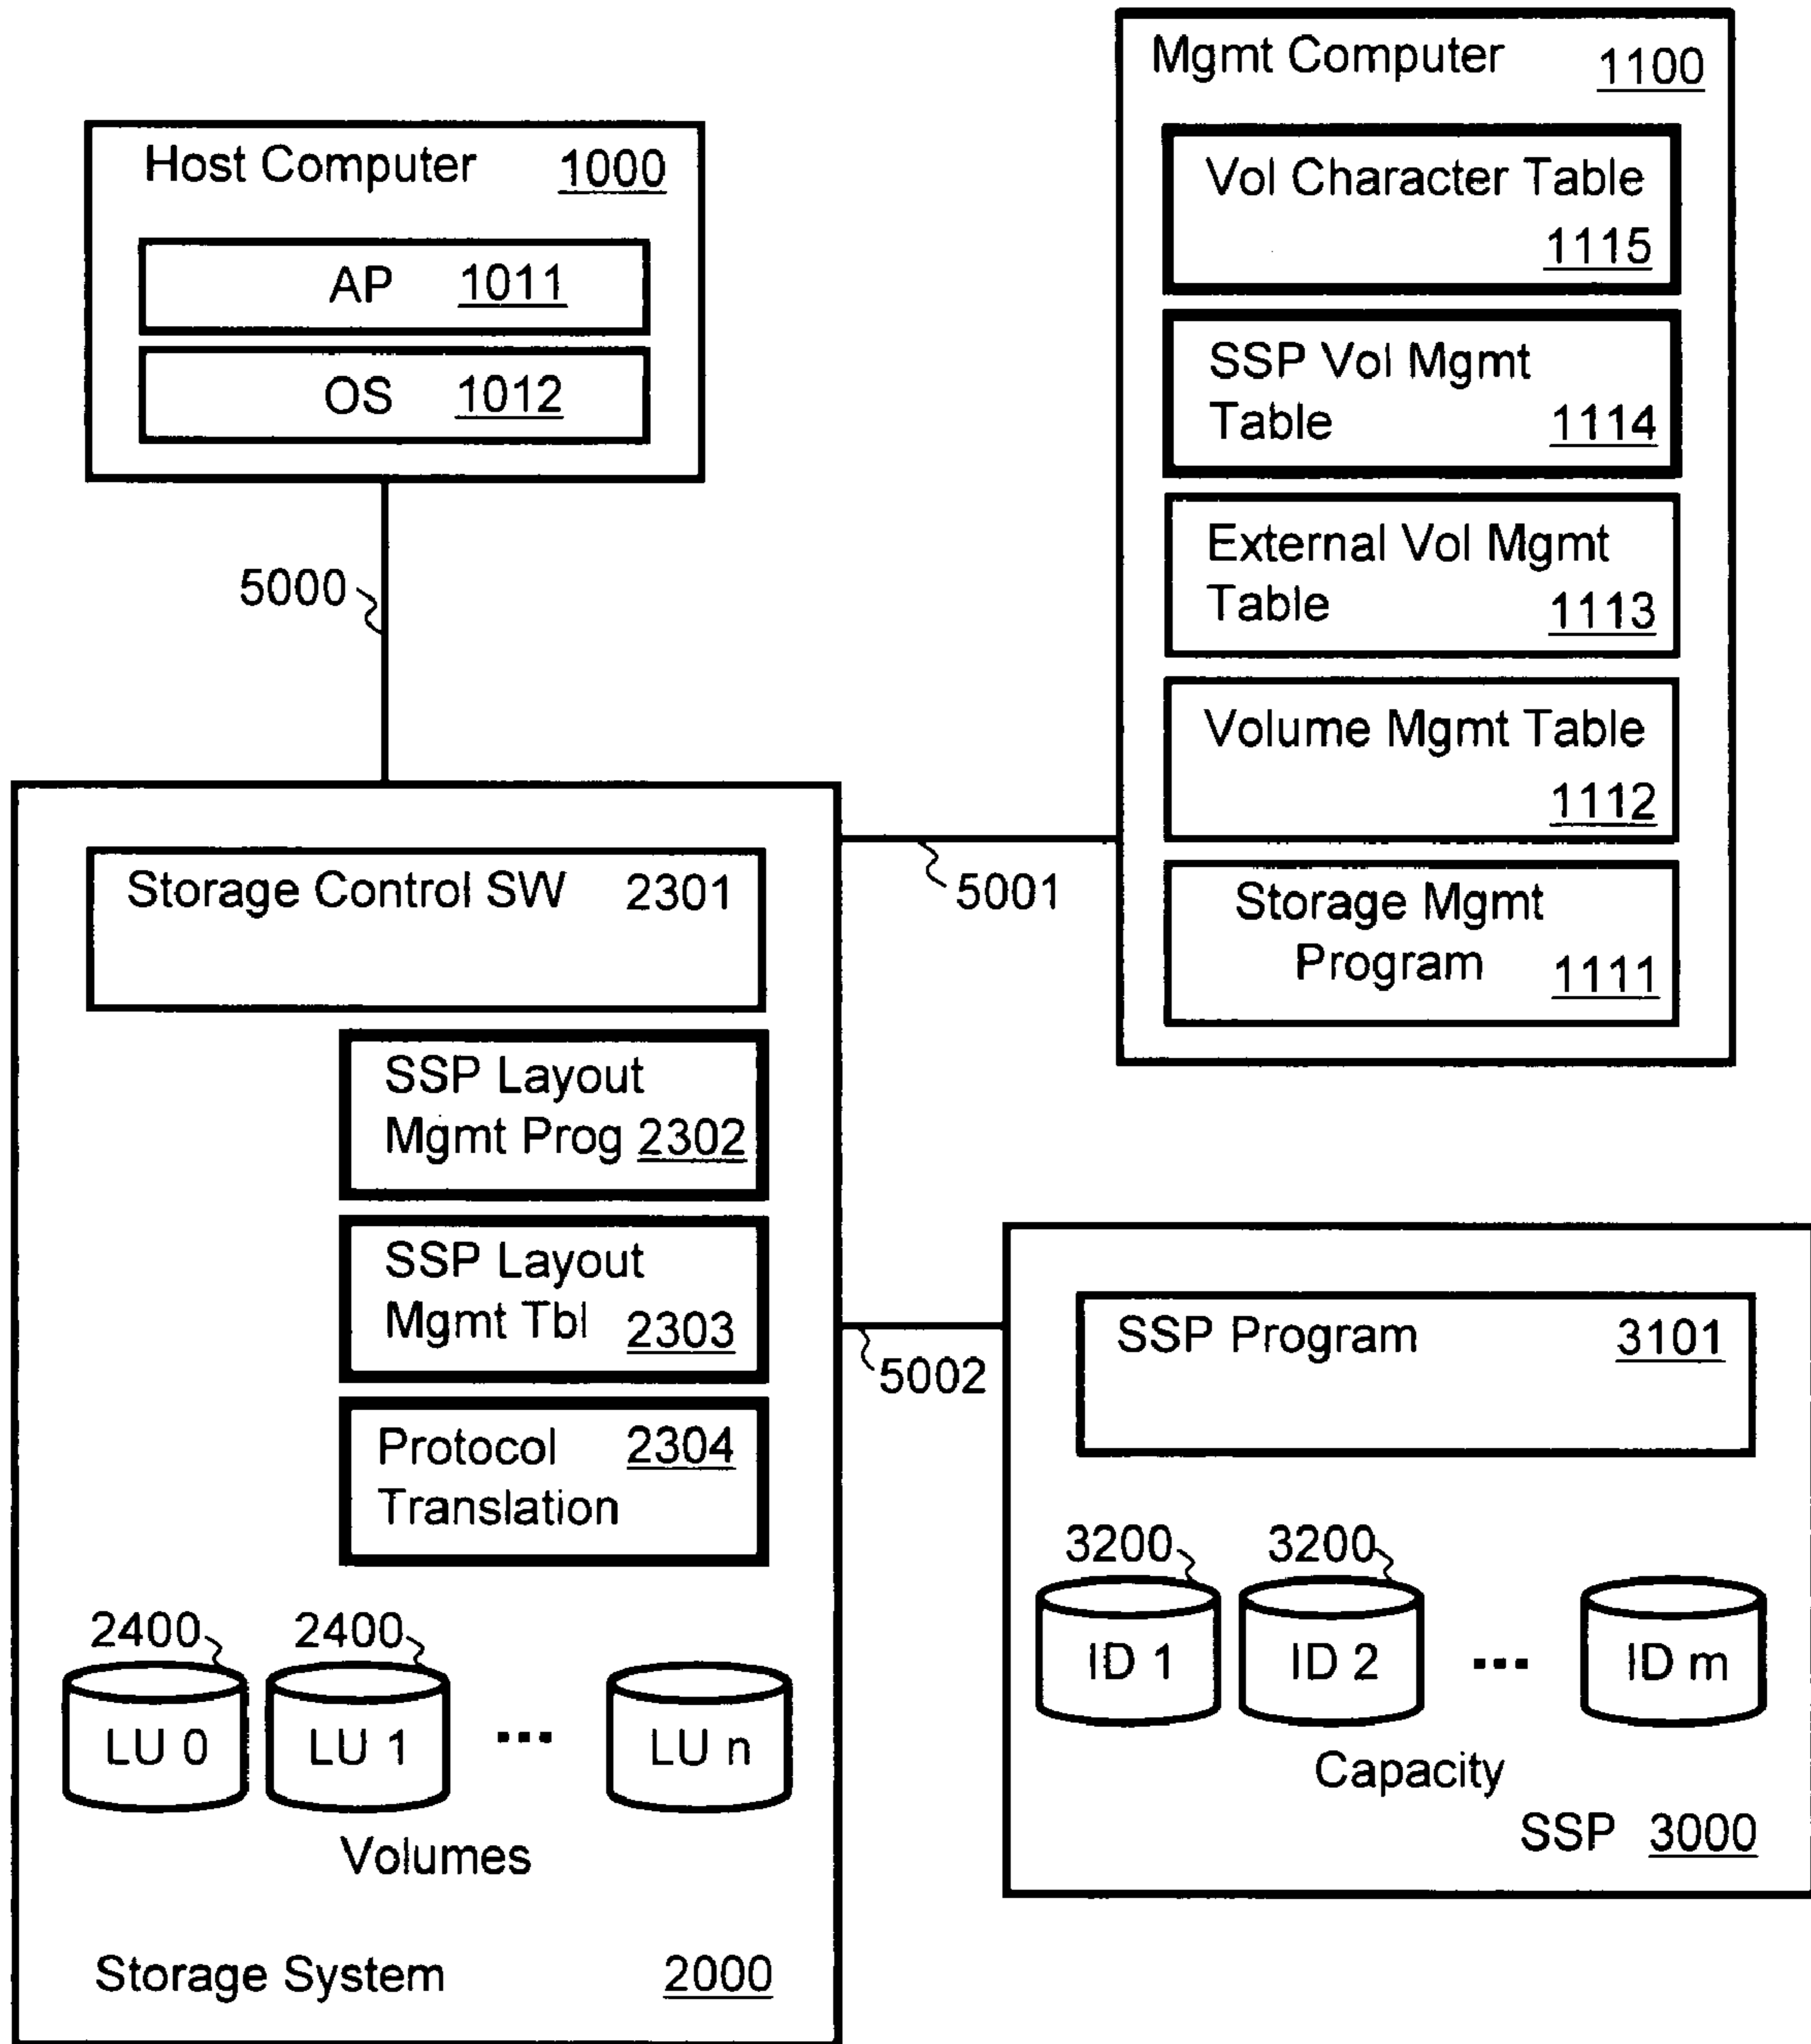 Host Computer 1000
AP 1011
OS 1012
5000
Mgmt Computer 1100
Vol Character Table
1115
SSP Vol Mgmt
Table 1114
External Vol Mgmt
Table 1113
Volume Mgmt Table
1112
Storage Mgmt
Program 1111
5001
Storage Control SW 2301
SSP Layout
Mgmt Prog 2302
SSP Layout
Mgmt Tbl 2303
Protocol 2304
Translation
2400 2400
LU 0 LU 1 ... LU n
Volumes
Storage System 2000
5002
SSP Program 3101
3200 3200
ID 1 ID 2 ... ID m
Capacity
SSP 3000